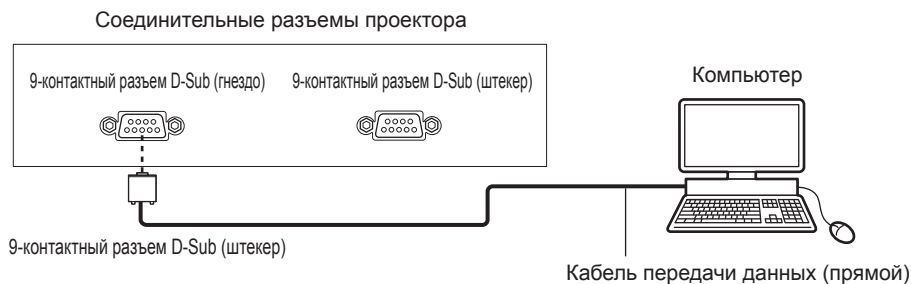 Соединительные разъемы проектора
9-контактный разъем D-Sub (гнездо)
9-контактный разъем D-Sub (штекер)
Компьютер
9-контактный разъем D-Sub (штекер)
Кабель передачи данных (прямой)